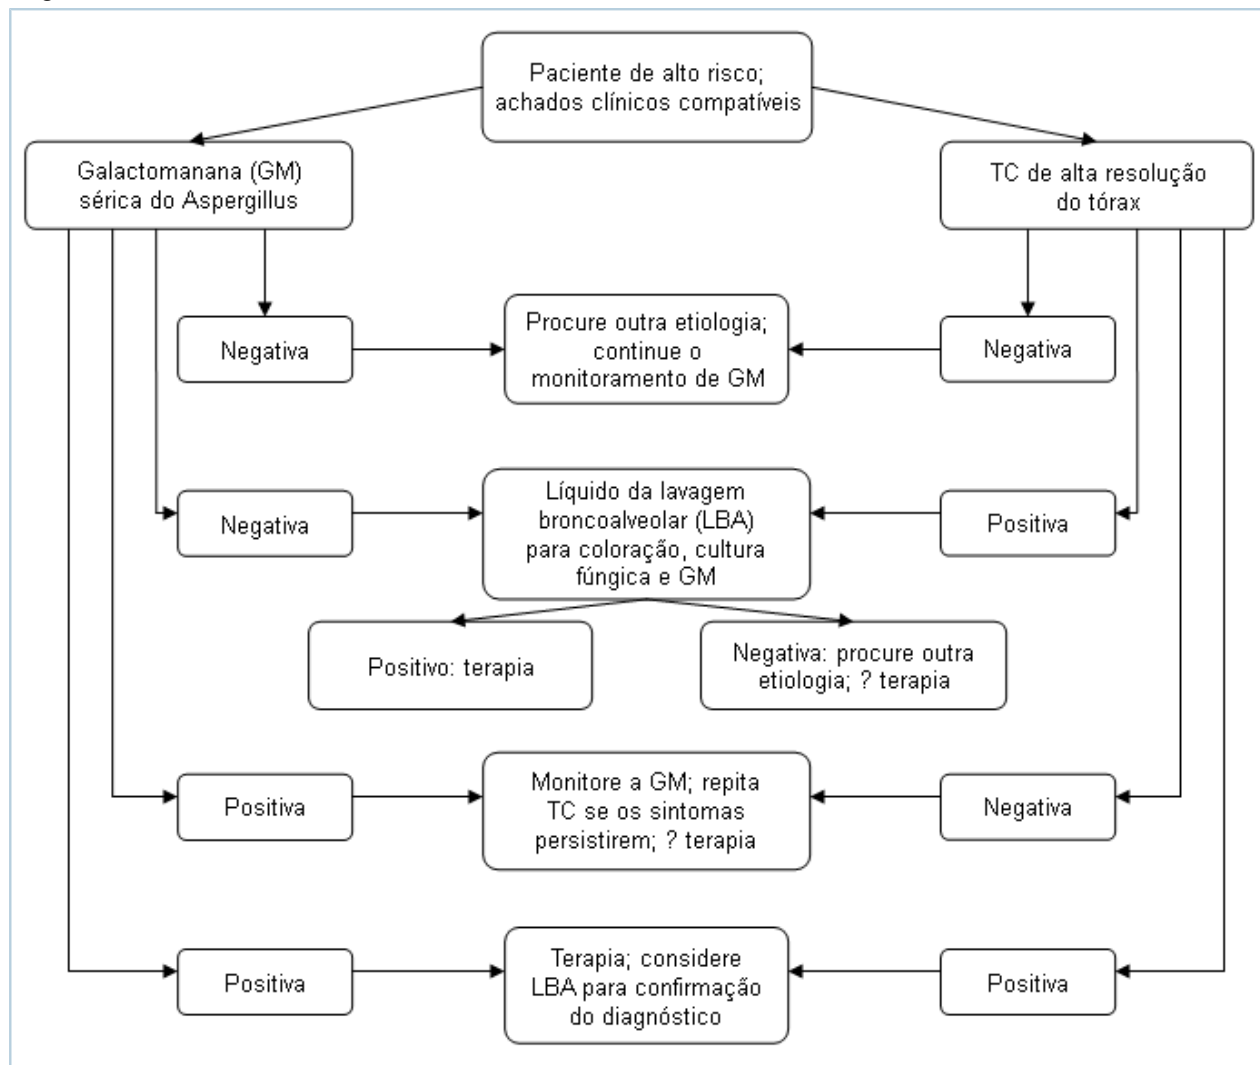 Paciente de alto risco;
achados clínicos compatíveis
Galactomanana (GM)
sérica do Aspergillus
TC de alta resolução
do tórax
Negativa
Procure outra etiologia;
continue o
monitoramento de GM
Negativa
Negativa
Líquido da lavagem
broncoalveolar (LBA)
para coloração, cultura
fúngica e GM
Positiva
Positivo: terapia
Negativa: procure outra
etiologia; ? terapia
Positiva
Monitore a GM; repita
TC se os sintomas
persistirem; ? terapia
Negativa
Positiva
Terapia; considere
LBA para confirmação
do diagnóstico
Positiva